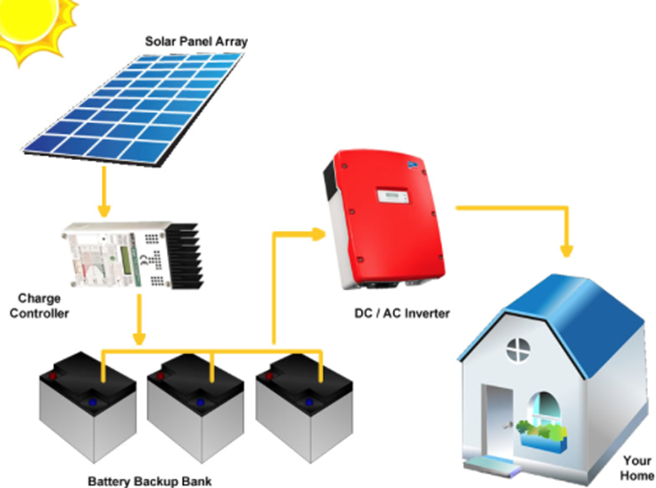 Solar Panel Array
Charge
Controller
DC / AC Inverter
Battery Backup Bank
Your
Home